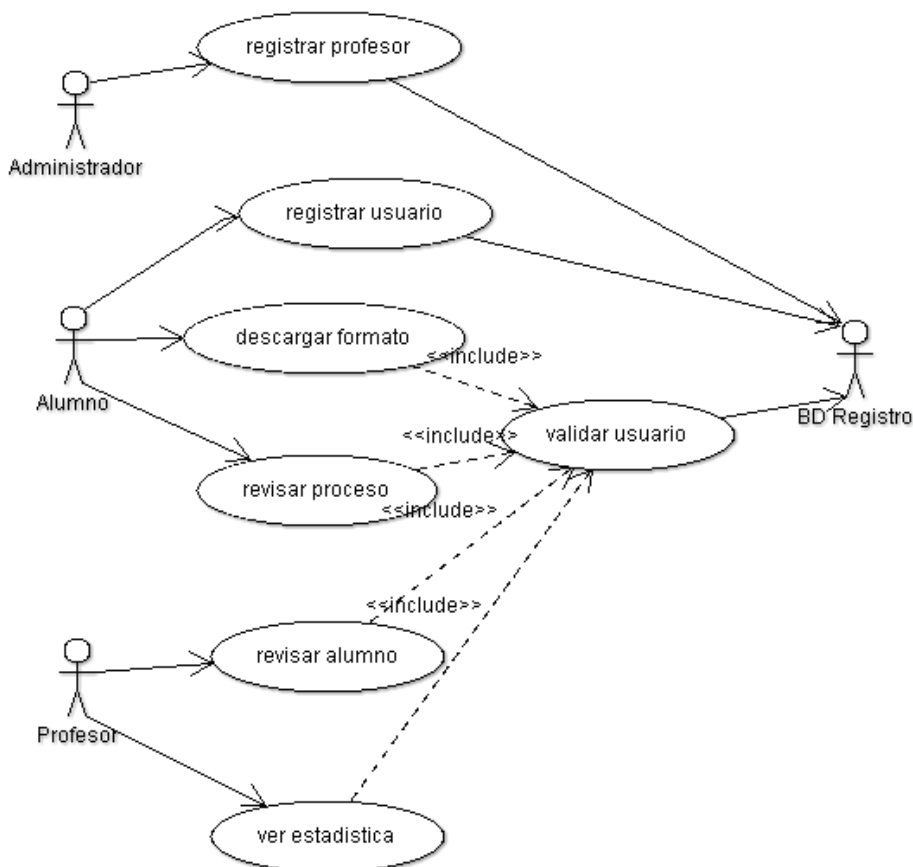 registrar profesor
Administrador
registrar usuario
descargar formato
<<include>>
Alumno
BD Registro
<<include>>
validar usuario
revisar proceso
<<include>>
<<include>>
revisar alumno
Profesor
ver estadistica